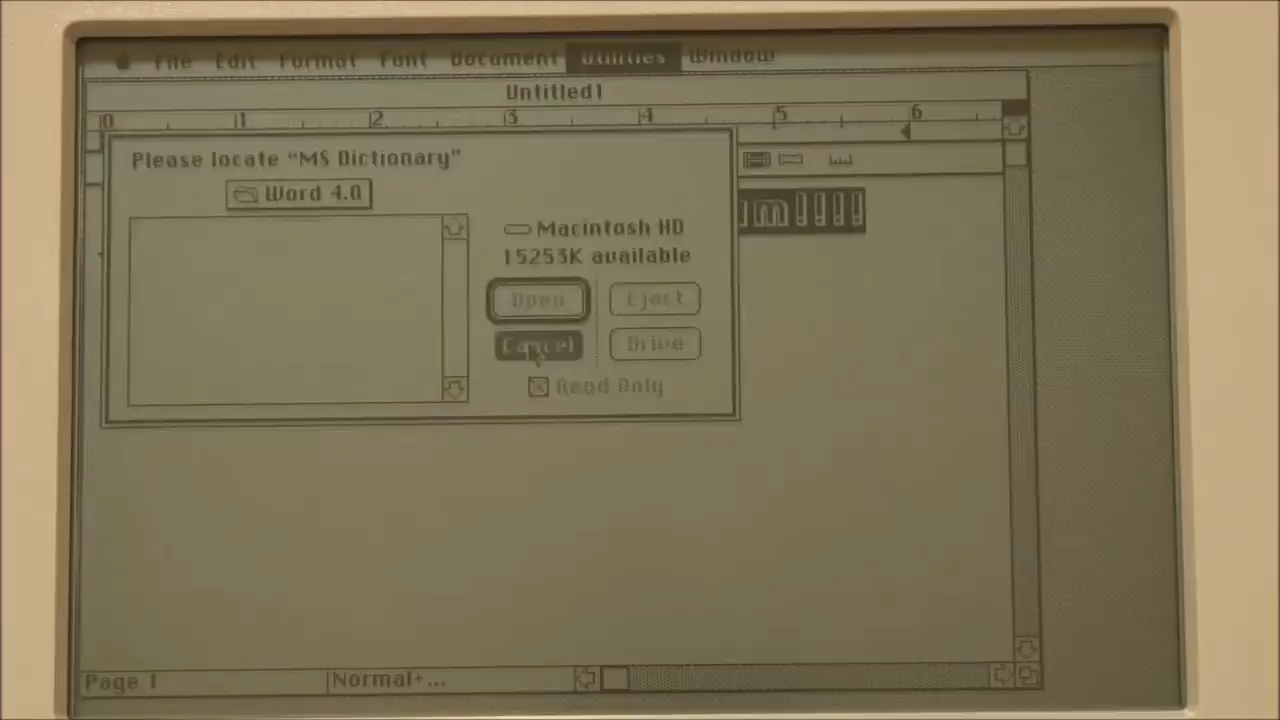 File Edit Format Font Document Utilities Window
Untitled1
0 1 2 3 4 5 6
Please locate “MS Dictionary”
Word 4.0
m!!!!
Macintosh HD
15253K available
Open Eject
Cancel Drive
Read Only
Page 1 Normal+...